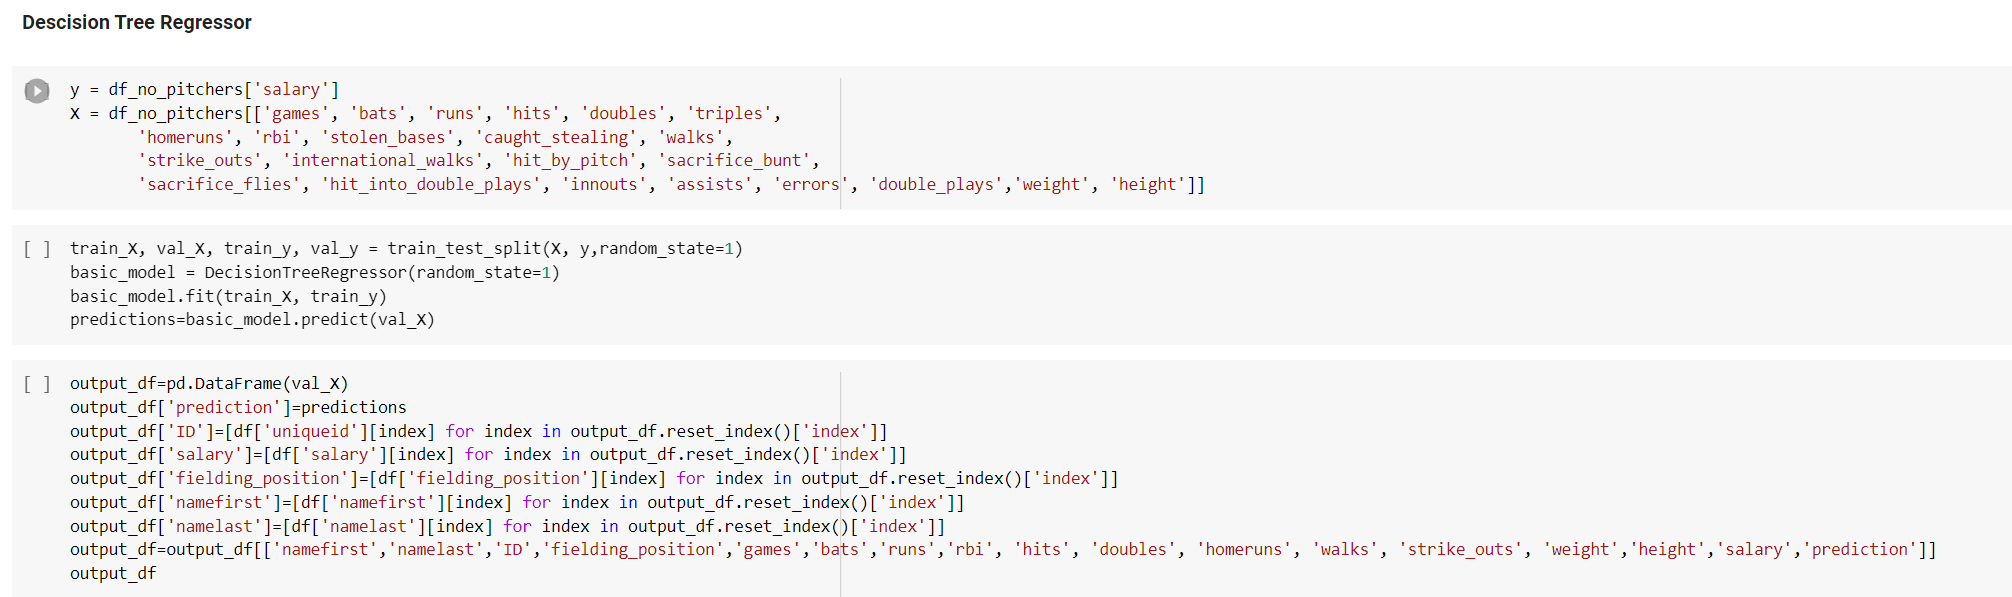 Descision Tree Regressor
y = df_no_pitchers['salary']
X = df_no_pitchers[['games', 'bats', 'runs', 'hits', 'doubles', 'triples',
'homeruns', 'rbi', 'stolen_bases', 'caught_stealing', 'walks',
'strike_outs', 'international_walks', 'hit_by_pitch', 'sacrifice_bunt',
'sacrifice_flies', 'hit_into_double_plays', 'innouts', 'assists', 'errors', 'double_plays','weight', 'height']]
[ ] train_X, val_X, train_y, val_y = train_test_split(X, y,random_state=1)
basic_model = DecisionTreeRegressor(random_state=1)
basic_model.fit(train_X, train_y)
predictions=basic_model.predict(val_X)
[ ] output_df=pd.DataFrame(val_X)
output_df['prediction']=predictions
output_df['ID']=[df['uniqueid'][index] for index in output_df.reset_index()['index']]
output_df['salary']=[df['salary'][index] for index in output_df.reset_index()['index']]
output_df['fielding_position']=[df['fielding_position'][index] for index in output_df.reset_index()['index']]
output_df['namefirst']=[df['namefirst'][index] for index in output_df.reset_index()['index']]
output_df['namelast']=[df['namelast'][index] for index in output_df.reset_index()['index']]
output_df=output_df[['namefirst','namelast','ID','fielding_position','games','bats','runs','rbi', 'hits', 'doubles', 'homeruns', 'walks', 'strike_outs', 'weight','height','salary','prediction']]
output_df